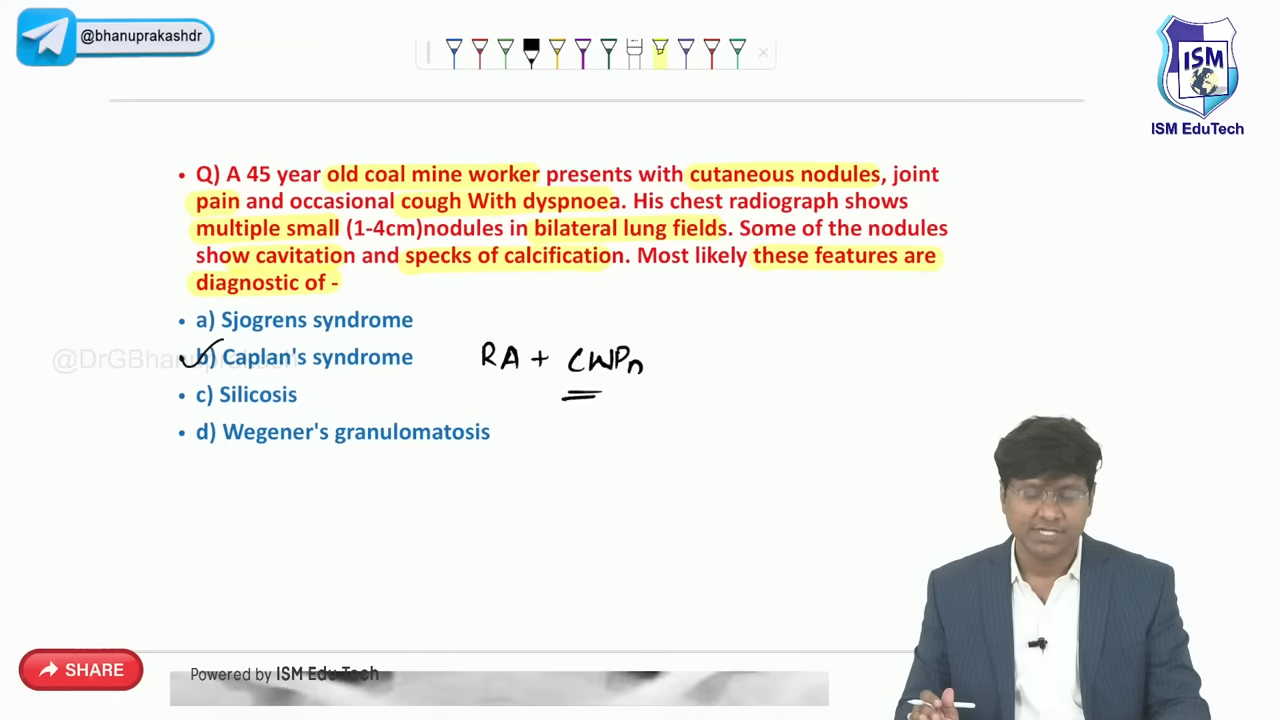 @bhanuprakashdr
ISM
ISM EduTech
• Q) A 45 year old coal mine worker presents with cutaneous nodules, joint
pain and occasional cough With dyspnoea. His chest radiograph shows
multiple small (1-4cm)nodules in bilateral lung fields. Some of the nodules
show cavitation and specks of calcification. Most likely these features are
diagnostic of -
• a) Sjogrens syndrome
@DrGBhanuprakash
• b) Caplan's syndrome RA + CWPn
• c) Silicosis
• d) Wegener's granulomatosis
SHARE
Powered by ISM Edu Tech